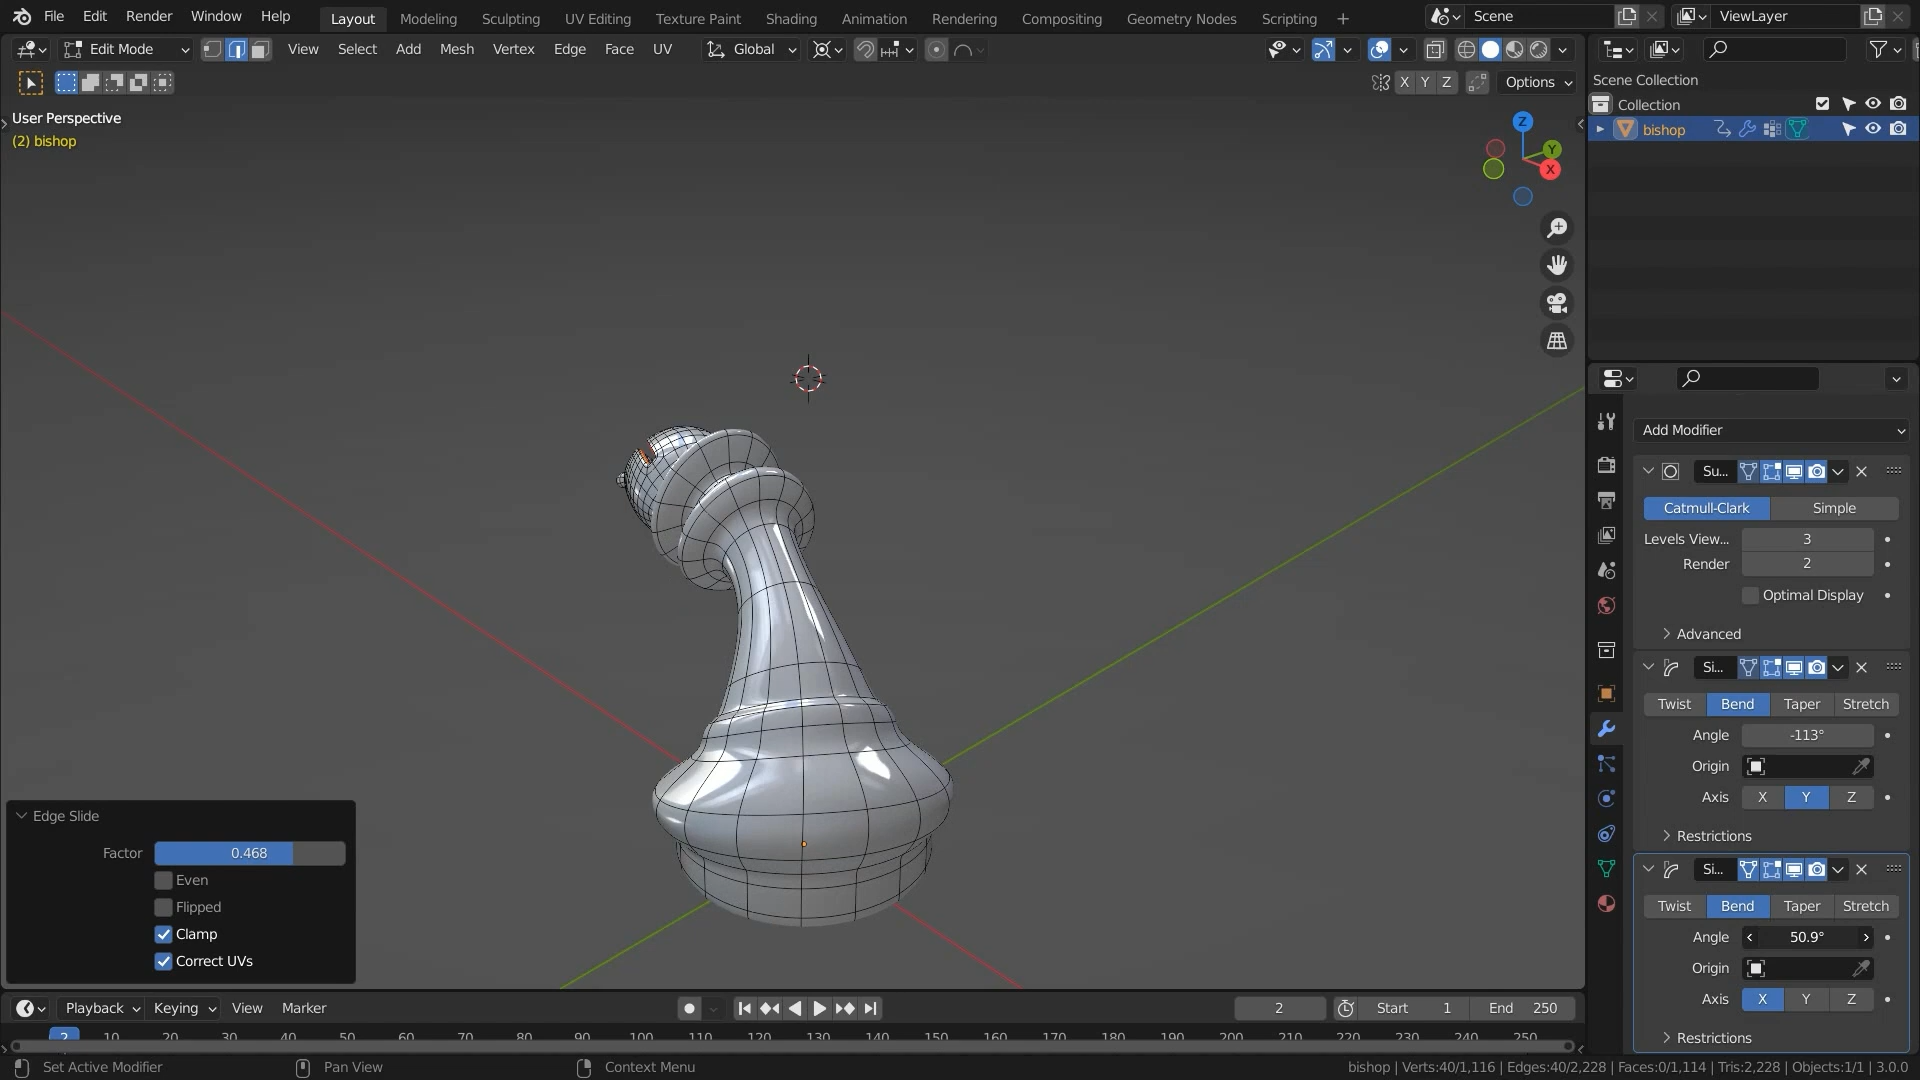 File Edit Render Window Help Layout Modeling Sculpting UV Editing Texture Paint Shading Animation Rendering Compositing Geometry Nodes Scripting Scene ViewLayer
Edit Mode View Select Add Mesh Vertex Edge Face UV Global
X Y Z Options
User Perspective
(2) bishop
Z
Y
X
Scene Collection
Collection
bishop
Add Modifier
Su...
Catmull-Clark Simple
Levels View... 3
Render 2
Optimal Display
Advanced
Si...
Twist Bend Taper Stretch
Angle -113°
Origin
Axis X Y Z
Restrictions
Si...
Twist Bend Taper Stretch
Angle 50.9°
Origin
Axis X Y Z
Restrictions
Edge Slide
Factor 0.468
Even
Flipped
Clamp
Correct UVs
Playback Keying View Marker 2 Start 1 End 250
2 10 20 30 40 50 60 70 80 90 100 110 120 130 140 150 160 170 180 190 200 210 220 230 240 250
Set Active Modifier Pan View Context Menu bishop | Verts:40/1,116 | Edges:40/2,228 | Faces:0/1,114 | Tris:2,228 | Objects:1/1 | 3.0.0